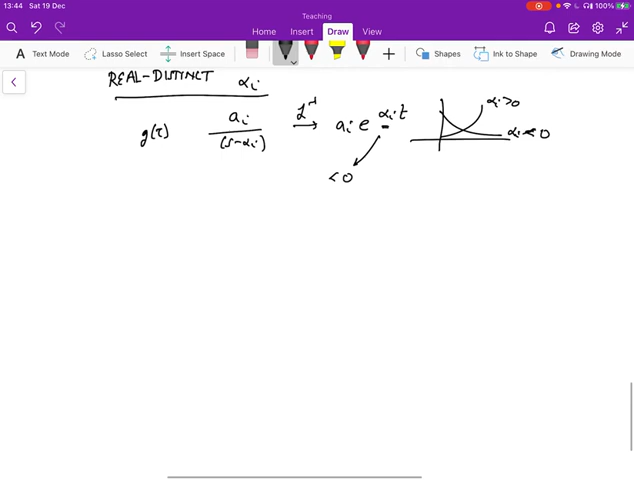 13:44 Sat 19 Dec
100%
Teaching
Home Insert Draw View
Text Mode Lasso Select Insert Space Shapes Ink to Shape Drawing Mode
REAL-DISTINCT αi
g(τ) ai / (s-αi) L⁻¹ → ai e^αit
αi>0
αi<0
<0